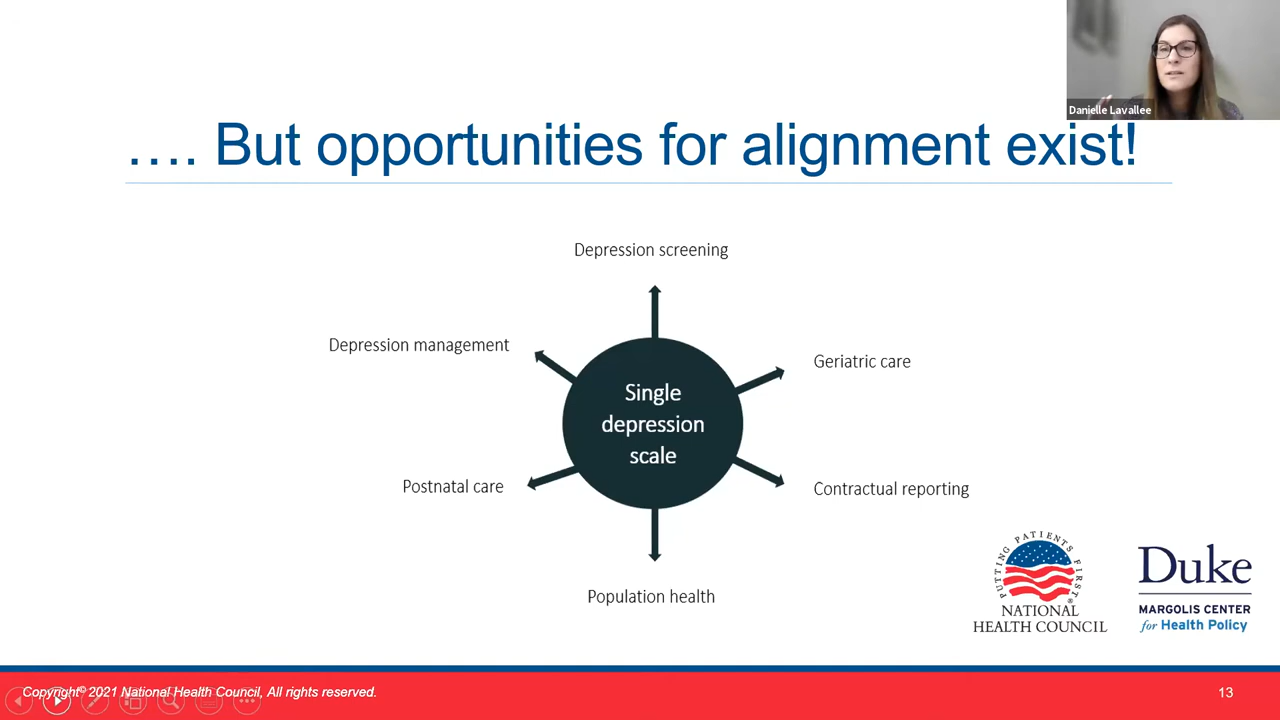 Danielle Lavallee
…. But opportunities for alignment exist!
Depression screening
Depression management
Geriatric care
Single
depression
scale
Postnatal care
Contractual reporting
Population health
PUTTING PATIENTS FIRST®
NATIONAL
HEALTH COUNCIL
Duke
MARGOLIS CENTER
for Health Policy
Copyright© 2021 National Health Council, All rights reserved.
13